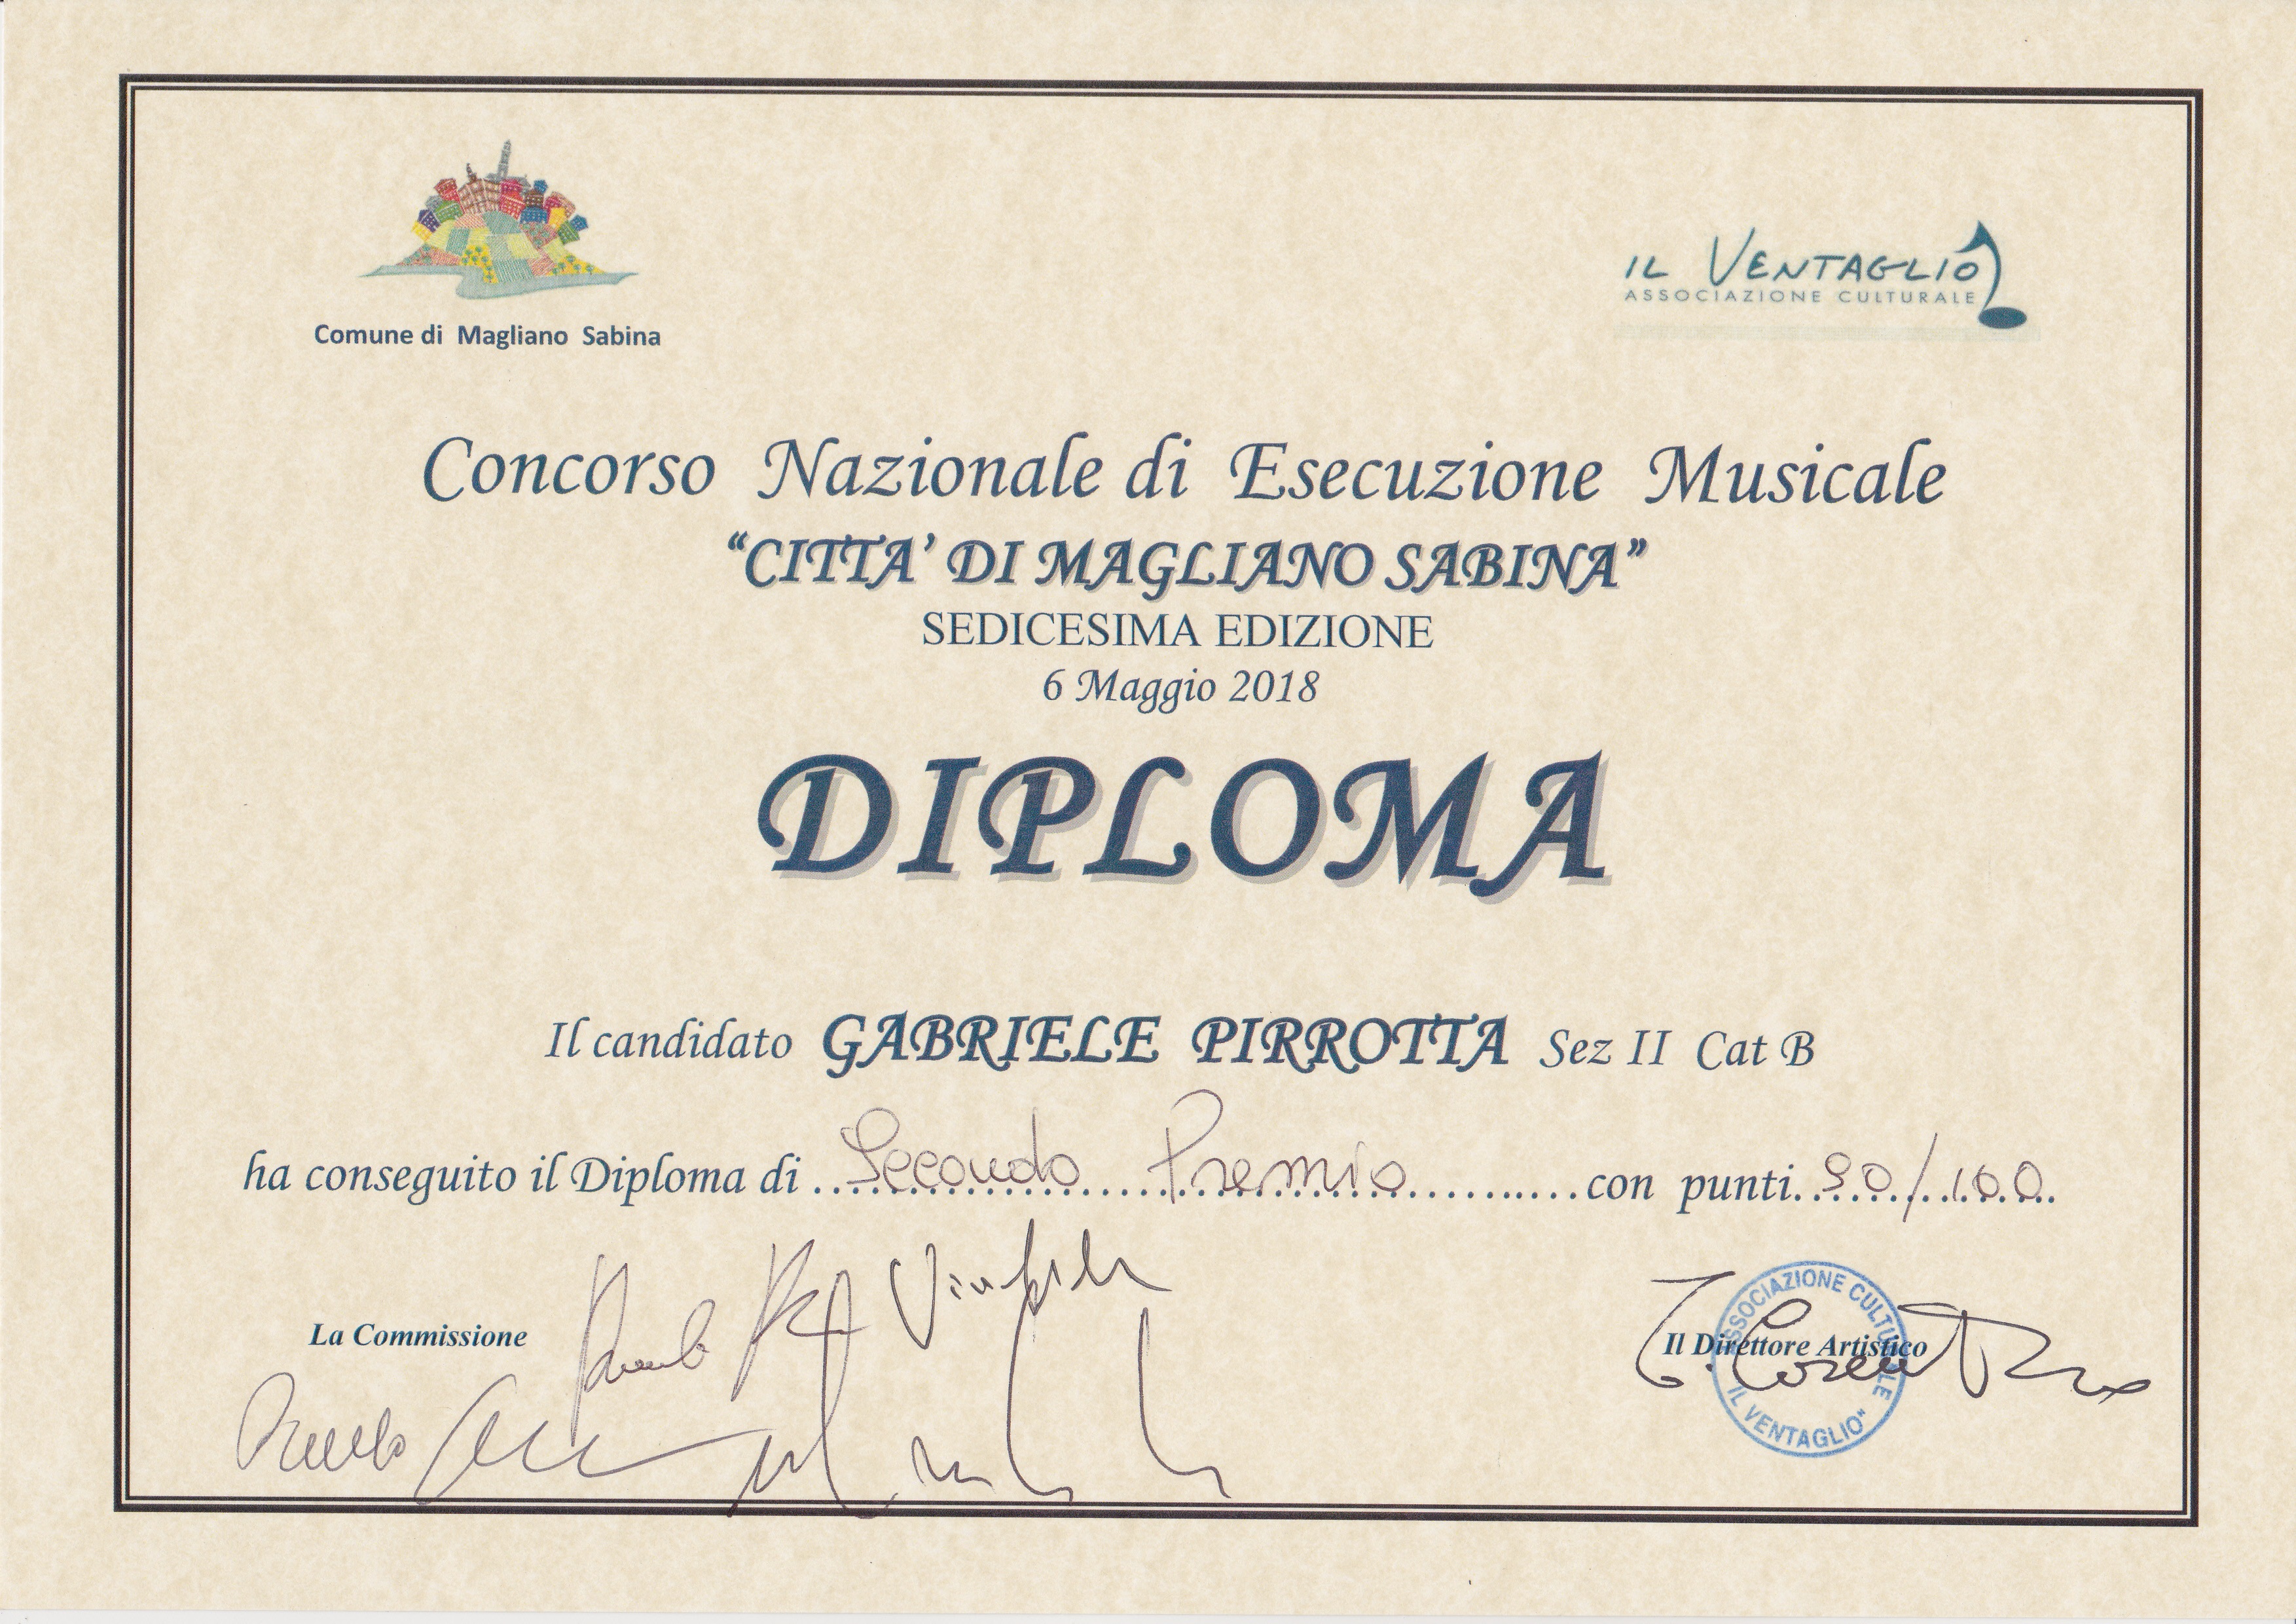 Comune di Magliano Sabina
IL VENTAGLIO
ASSOCIAZIONE CULTURALE
Concorso Nazionale di Esecuzione Musicale
“CITTA’ DI MAGLIANO SABINA”
SEDICESIMA EDIZIONE
6 Maggio 2018
DIPLOMA
Il candidato GABRIELE PIRROTTA Sez II Cat B
ha conseguito il Diploma di Secondo Premio con punti 90/100
La Commissione
Il Direttore Artistico
ASSOCIAZIONE CULTURALE
IL VENTAGLIO"